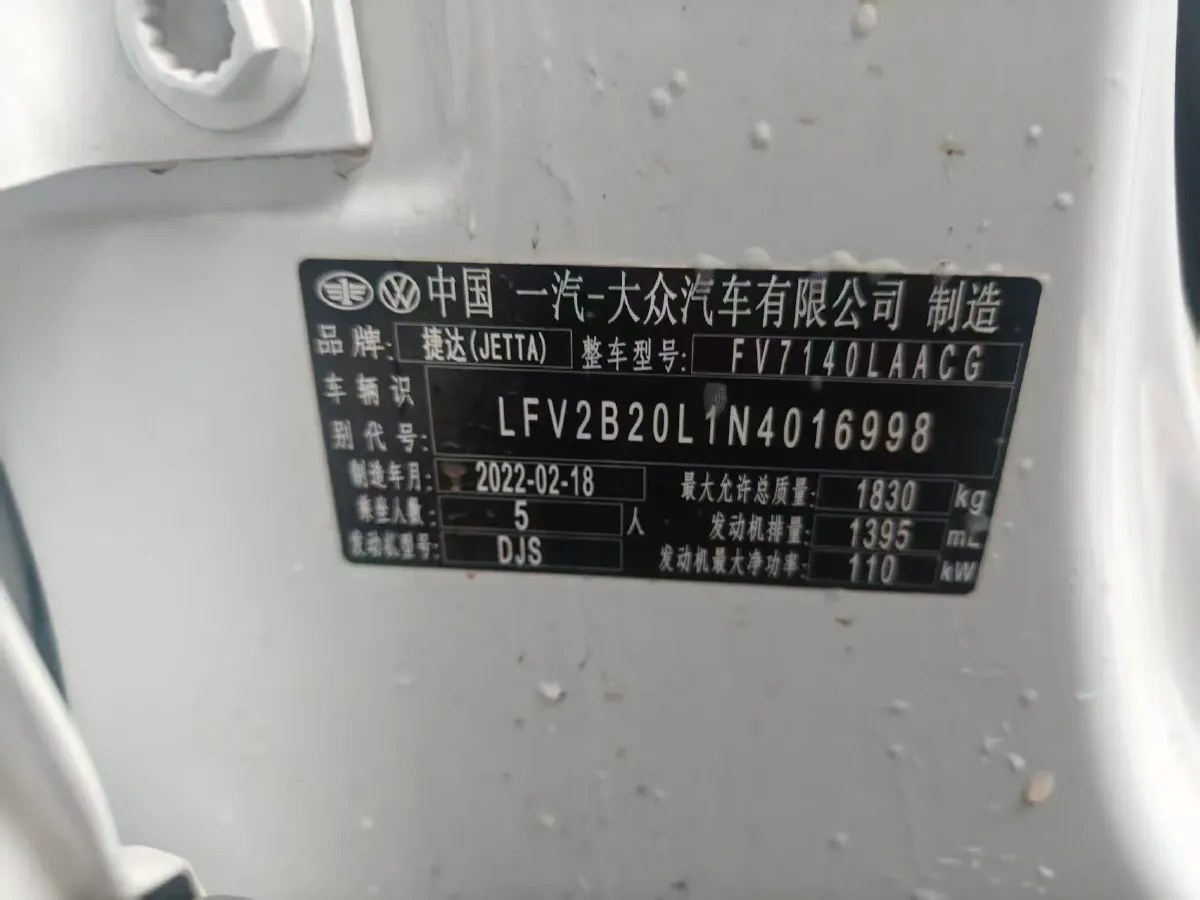 中国 一汽-大众汽车有限公司 制造
品牌: 捷达(JETTA) 整车型号: FV7140LAACG
车辆识别代号: LFV2B20L1N4016998
制造年月: 2022-02-18 最大允许总质量: 1830 kg
乘坐人数: 5 人 发动机排量: 1395 mL
发动机型号: DJS 发动机最大净功率: 110 kW